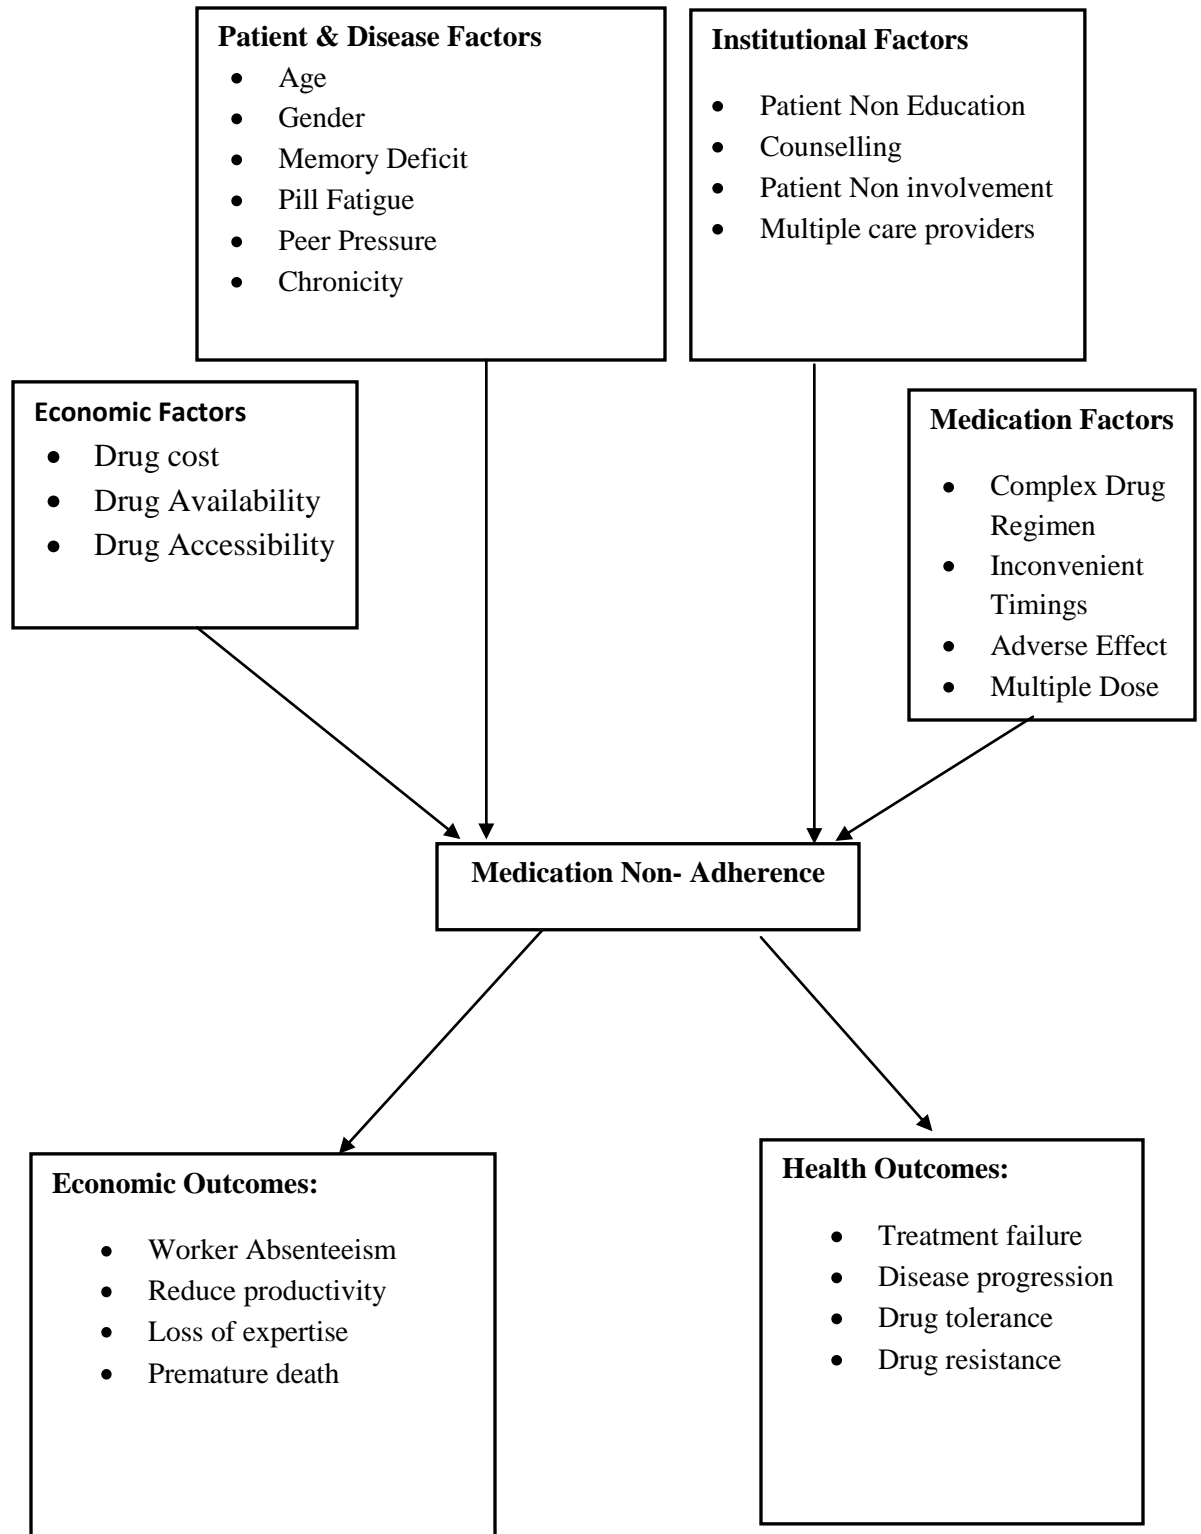 Patient & Disease Factors
• Age
• Gender
• Memory Deficit
• Pill Fatigue
• Peer Pressure
• Chronicity
Institutional Factors
• Patient Non Education
• Counselling
• Patient Non involvement
• Multiple care providers
Economic Factors
• Drug cost
• Drug Availability
• Drug Accessibility
Medication Factors
• Complex Drug
Regimen
• Inconvenient
Timings
• Adverse Effect
• Multiple Dose
Medication Non- Adherence
Economic Outcomes:
• Worker Absenteeism
• Reduce productivity
• Loss of expertise
• Premature death
Health Outcomes:
• Treatment failure
• Disease progression
• Drug tolerance
• Drug resistance